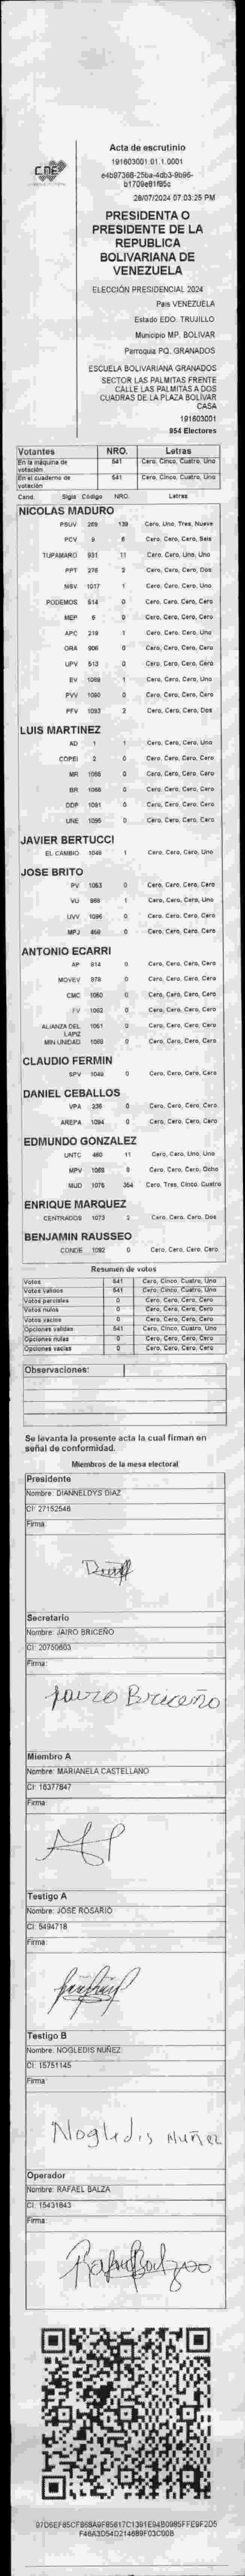 CNE
Acta de escrutinio
191603001.01.1.0001
e4b97368-25ba-4db3-9b96-
b1709e81f95c
28/07/2024 07:03:25 PM
PRESIDENTA O
PRESIDENTE DE LA
REPUBLICA
BOLIVARIANA DE
VENEZUELA
ELECCIÓN PRESIDENCIAL 2024
Pais VENEZUELA
Estado EDO. TRUJILLO
Municipio MP. BOLIVAR
Parroquia PQ. GRANADOS
ESCUELA BOLIVARIANA GRANADOS
SECTOR LAS PALMITAS FRENTE
CALLE LAS PALMITAS A DOS
CUADRAS DE LA PLAZA BOLÍVAR
CASA
191603001
954 Electores
Votantes NRO. Letras
En la máquina de votación 541 Cero, Cinco, Cuatro, Uno
En el cuaderno de votación 541 Cero, Cinco, Cuatro, Uno
Cand. Sigla Código NRO. Letras
NICOLAS MADURO
PSUV 269 139 Cero, Uno, Tres, Nueve
PCV 9 6 Cero, Cero, Cero, Seis
TUPAMARO 931 11 Cero, Cero, Uno, Uno
PPT 276 2 Cero, Cero, Cero, Dos
NBV 1017 1 Cero, Cero, Cero, Uno
PODEMOS 514 0 Cero, Cero, Cero, Cero
MEP 6 0 Cero, Cero, Cero, Cero
APC 219 1 Cero, Cero, Cero, Uno
ORA 906 0 Cero, Cero, Cero, Cero
UPV 513 0 Cero, Cero, Cero, Cero
EV 1089 1 Cero, Cero, Cero, Uno
PVV 1090 0 Cero, Cero, Cero, Cero
PFV 1093 2 Cero, Cero, Cero, Dos
LUIS MARTINEZ
AD 1 1 Cero, Cero, Cero, Uno
COPEI 2 0 Cero, Cero, Cero, Cero
MR 1055 0 Cero, Cero, Cero, Cero
BR 1066 0 Cero, Cero, Cero, Cero
DDP 1091 0 Cero, Cero, Cero, Cero
UNE 1095 0 Cero, Cero, Cero, Cero
JAVIER BERTUCCI
EL CAMBIO 1048 1 Cero, Cero, Cero, Uno
JOSE BRITO
PV 1053 0 Cero, Cero, Cero, Cero
VU 969 1 Cero, Cero, Cero, Uno
UVV 1096 0 Cero, Cero, Cero, Cero
MPJ 456 0 Cero, Cero, Cero, Cero
ANTONIO ECARRI
AP 914 0 Cero, Cero, Cero, Cero
MOVEV 978 0 Cero, Cero, Cero, Cero
CMC 1050 0 Cero, Cero, Cero, Cero
FV 1062 0 Cero, Cero, Cero, Cero
ALIANZA DEL LAPIZ 1051 0 Cero, Cero, Cero, Cero
MIN UNIDAD 1069 0 Cero, Cero, Cero, Cero
CLAUDIO FERMIN
SPV 1049 0 Cero, Cero, Cero, Cero
DANIEL CEBALLOS
VPA 236 0 Cero, Cero, Cero, Cero
AREPA 1094 0 Cero, Cero, Cero, Cero
EDMUNDO GONZALEZ
UNTC 460 11 Cero, Cero, Uno, Uno
MPV 1069 8 Cero, Cero, Cero, Ocho
MUD 1075 354 Cero, Tres, Cinco, Cuatro
ENRIQUE MARQUEZ
CENTRADOS 1073 2 Cero, Cero, Cero, Dos
BENJAMIN RAUSSEO
CONDE 1092 0 Cero, Cero, Cero, Cero
Resumen de votos
Votos 541 Cero, Cinco, Cuatro, Uno
Votos validos 541 Cero, Cinco, Cuatro, Uno
Votos parciales 0 Cero, Cero, Cero, Cero
Votos nulos 0 Cero, Cero, Cero, Cero
Votos vacios 0 Cero, Cero, Cero, Cero
Opciones validas 541 Cero, Cinco, Cuatro, Uno
Opciones nulas 0 Cero, Cero, Cero, Cero
Opciones vacias 0 Cero, Cero, Cero, Cero
Observaciones:
Se levanta la presente acta la cual firman en
señal de conformidad.
Miembros de la mesa electoral
Presidente
Nombre: DIANNELDYS DIAZ
CI: 27152546
Firma:
Secretario
Nombre: JAIRO BRICEÑO
CI: 20750603
Firma:
Jairo Briceño
Miembro A
Nombre: MARIANELA CASTELLANO
CI: 16377847
Firma:
Testigo A
Nombre: JOSE ROSARIO
CI: 5494718
Firma:
Testigo B
Nombre: NOGLEDIS NUÑEZ
CI: 15751145
Firma:
Nogledis Nuñez
Operador
Nombre: RAFAEL BALZA
CI: 15431843
Firma: